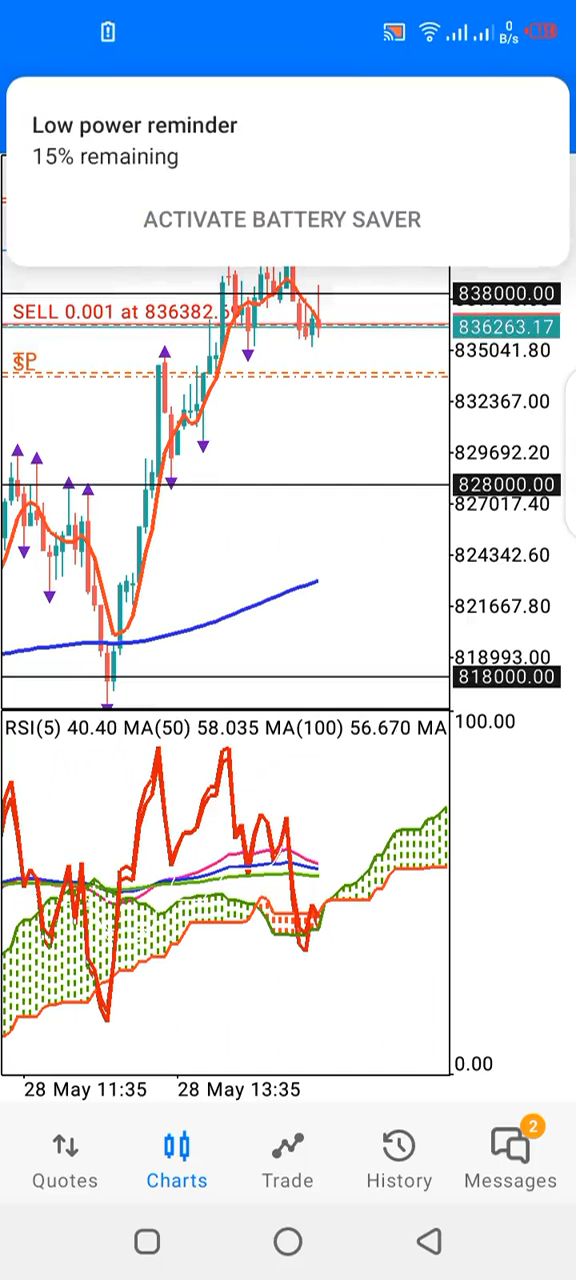 0
B/s
Low power reminder
15% remaining
ACTIVATE BATTERY SAVER
838000.00
SELL 0.001 at 836382.59
836263.17
835041.80
832367.00
829692.20
828000.00
827017.40
824342.60
821667.80
818993.00
818000.00
RSI(5) 40.40 MA(50) 58.035 MA(100) 56.670 MA
100.00
0.00
28 May 11:35
28 May 13:35
2
Quotes
Charts
Trade
History
Messages